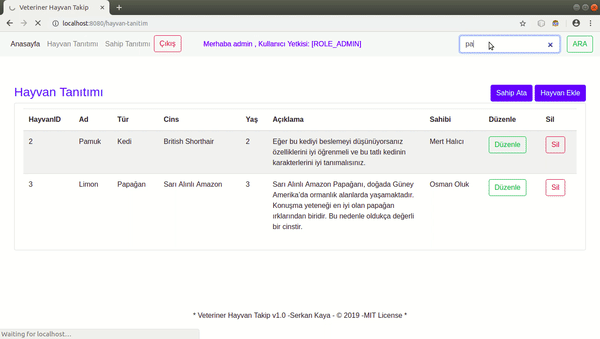 Veteriner Hayvan Takip
localhost:8080/hayvan-tanitim
Anasayfa Hayvan Tanıtımı Sahip Tanıtımı Çıkış Merhaba admin , Kullanıcı Yetkisi: [ROLE_ADMIN] pa ARA
Hayvan Tanıtımı Sahip Ata Hayvan Ekle
HayvanID Ad Tür Cins Yaş Açıklama Sahibi Düzenle Sil
2 Pamuk Kedi British Shorthair 2 Eğer bu kediyi beslemeyi düşünüyorsanız Mert Halıcı Düzenle Sil
özelliklerini iyi öğrenmeli ve bu tatlı kedinin
karakterlerini iyi tanımalısınız.
3 Limon Papağan Sarı Alınlı Amazon 3 Sarı Alınlı Amazon Papağanı, doğada Güney Osman Oluk Düzenle Sil
Amerika'da ormanlık alanlarda yaşamaktadır.
Konuşma yeteneği en iyi olan papağan
ırklarından biridir. Bu nedenle oldukça değerli
bir cinstir.
* Veteriner Hayvan Takip v1.0 -Serkan Kaya - © 2019 -MIT License *
Waiting for localhost...